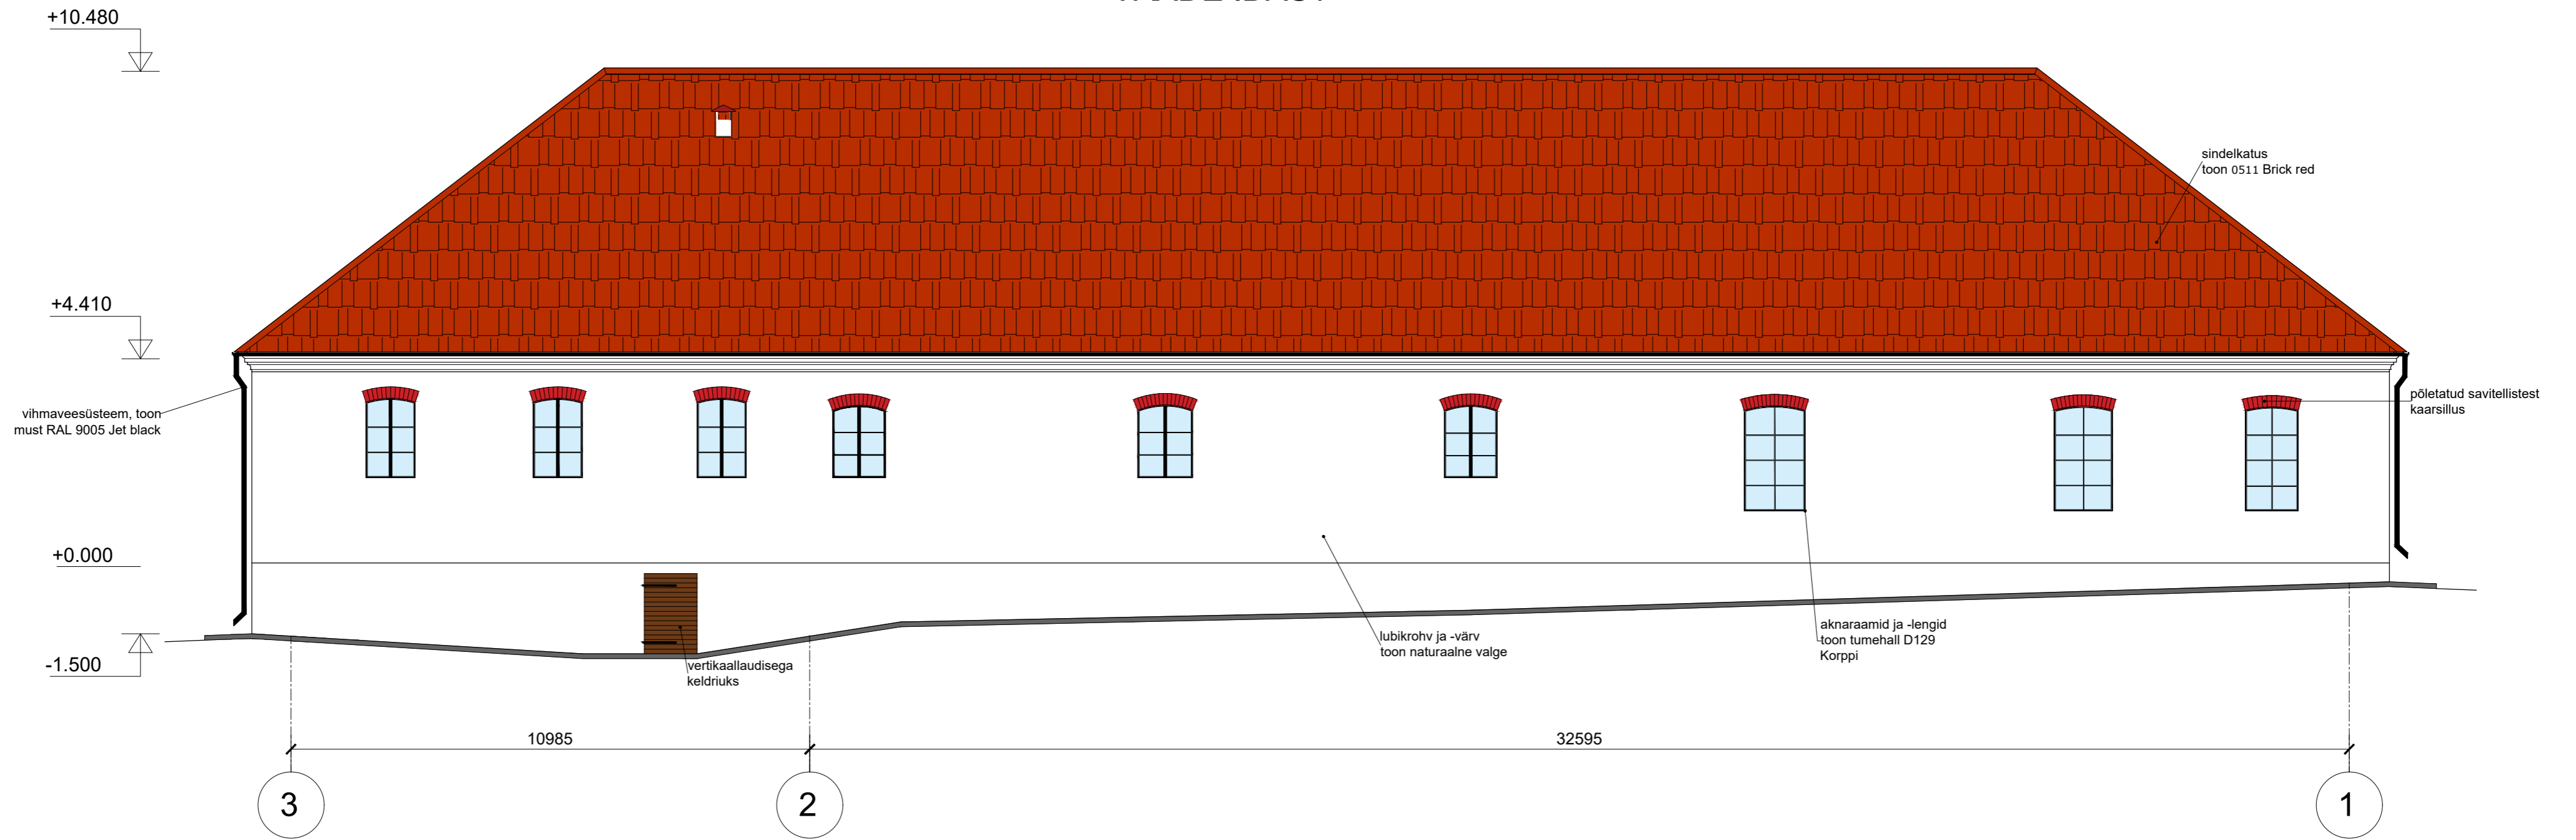 +10.480
sindelkatus
toon 0511 Brick red
+4.410
põletatud savitellistest
kaarsillus
vihmaveesüsteem, toon
must RAL 9005 Jet black
+0.000
-1.500
vertikaallaudisega
keldriuks
lubikrohv ja -värv
toon naturaalne valge
aknaraamid ja -lengid
toon tumehall D129
Korppi
10985
32595
3
2
1